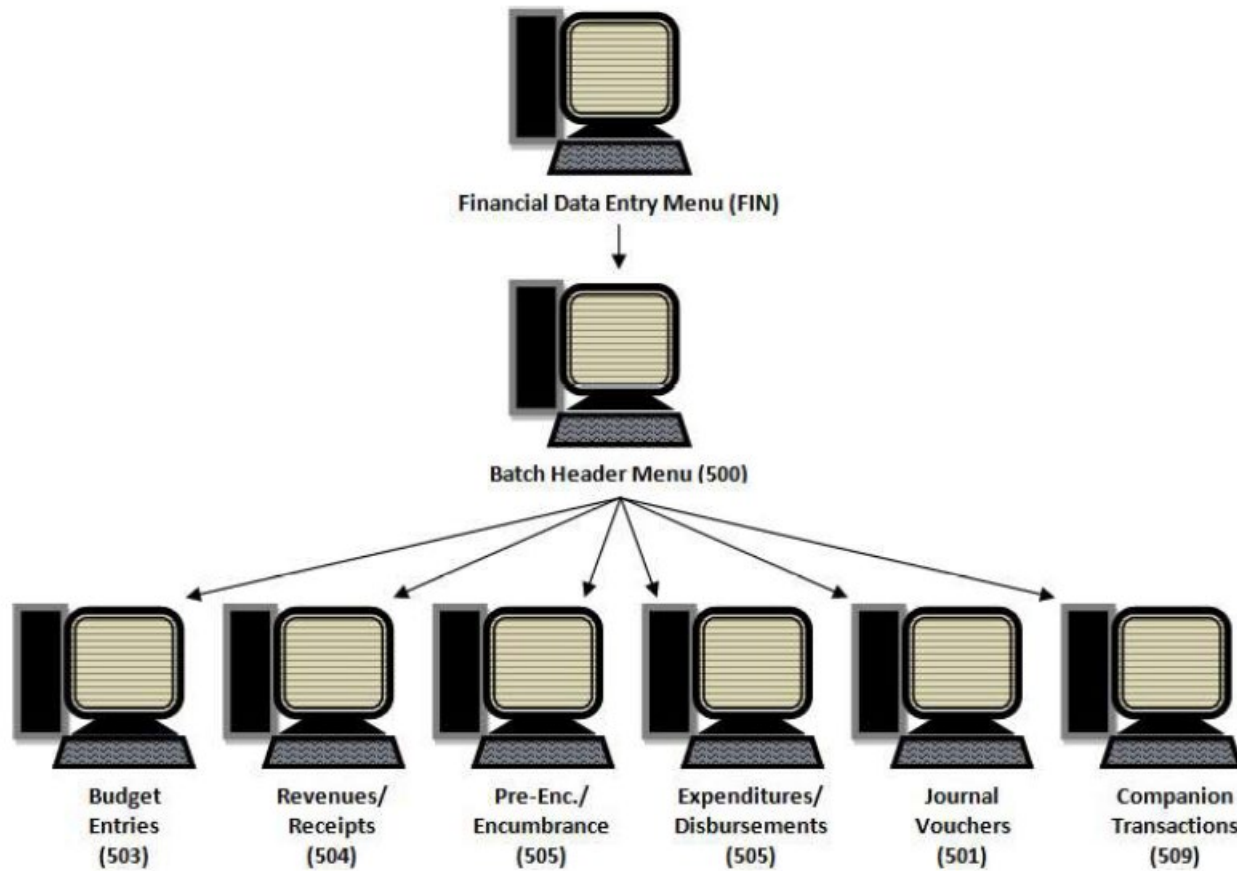 Financial Data Entry Menu (FIN)
Batch Header Menu (500)
Budget
Entries
(503)
Revenues/
Receipts
(504)
Pre-Enc./
Encumbrance
(505)
Expenditures/
Disbursements
(505)
Journal
Vouchers
(501)
Companion
Transactions
(509)